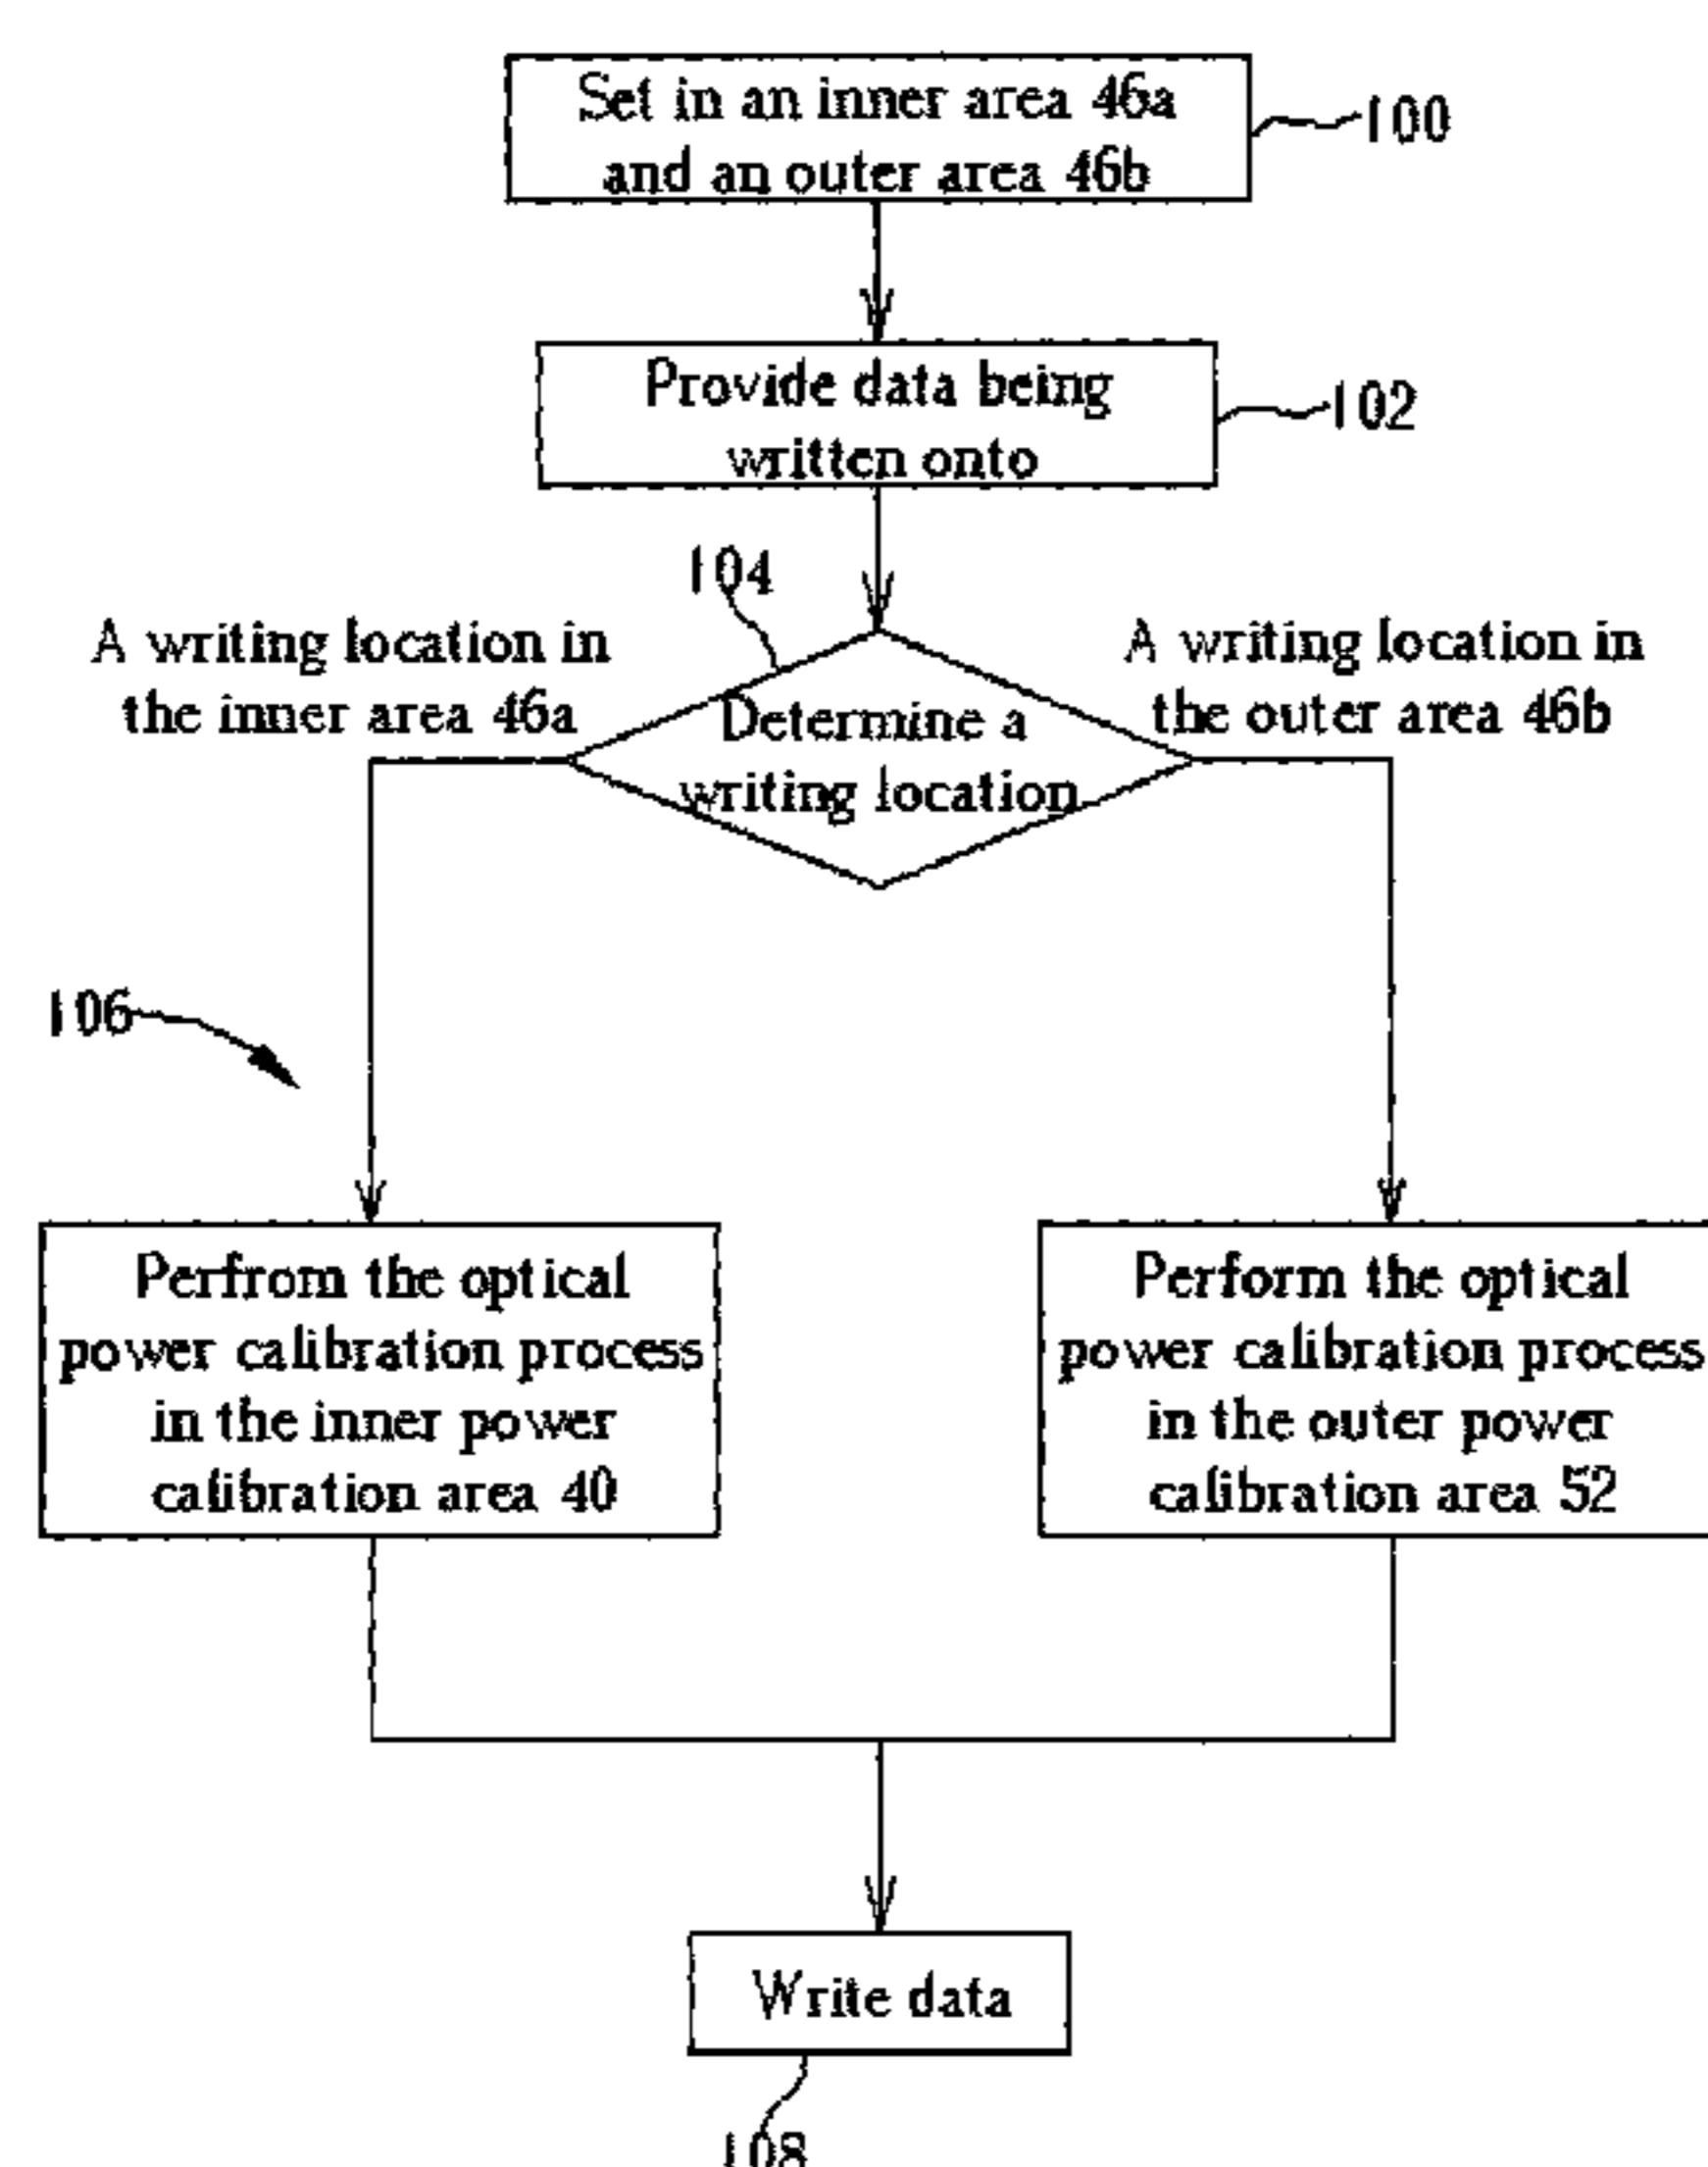 Set in an inner area 46a
and an outer area 46b
100
Provide data being
written onto
102
104
A writing location in
the inner area 46a
Determine a
writing location
A writing location in
the outer area 46b
106
Perfrom the optical
power calibration process
in the inner power
calibration area 40
Perform the optical
power calibration process
in the outer power
calibration area 52
Write data
108